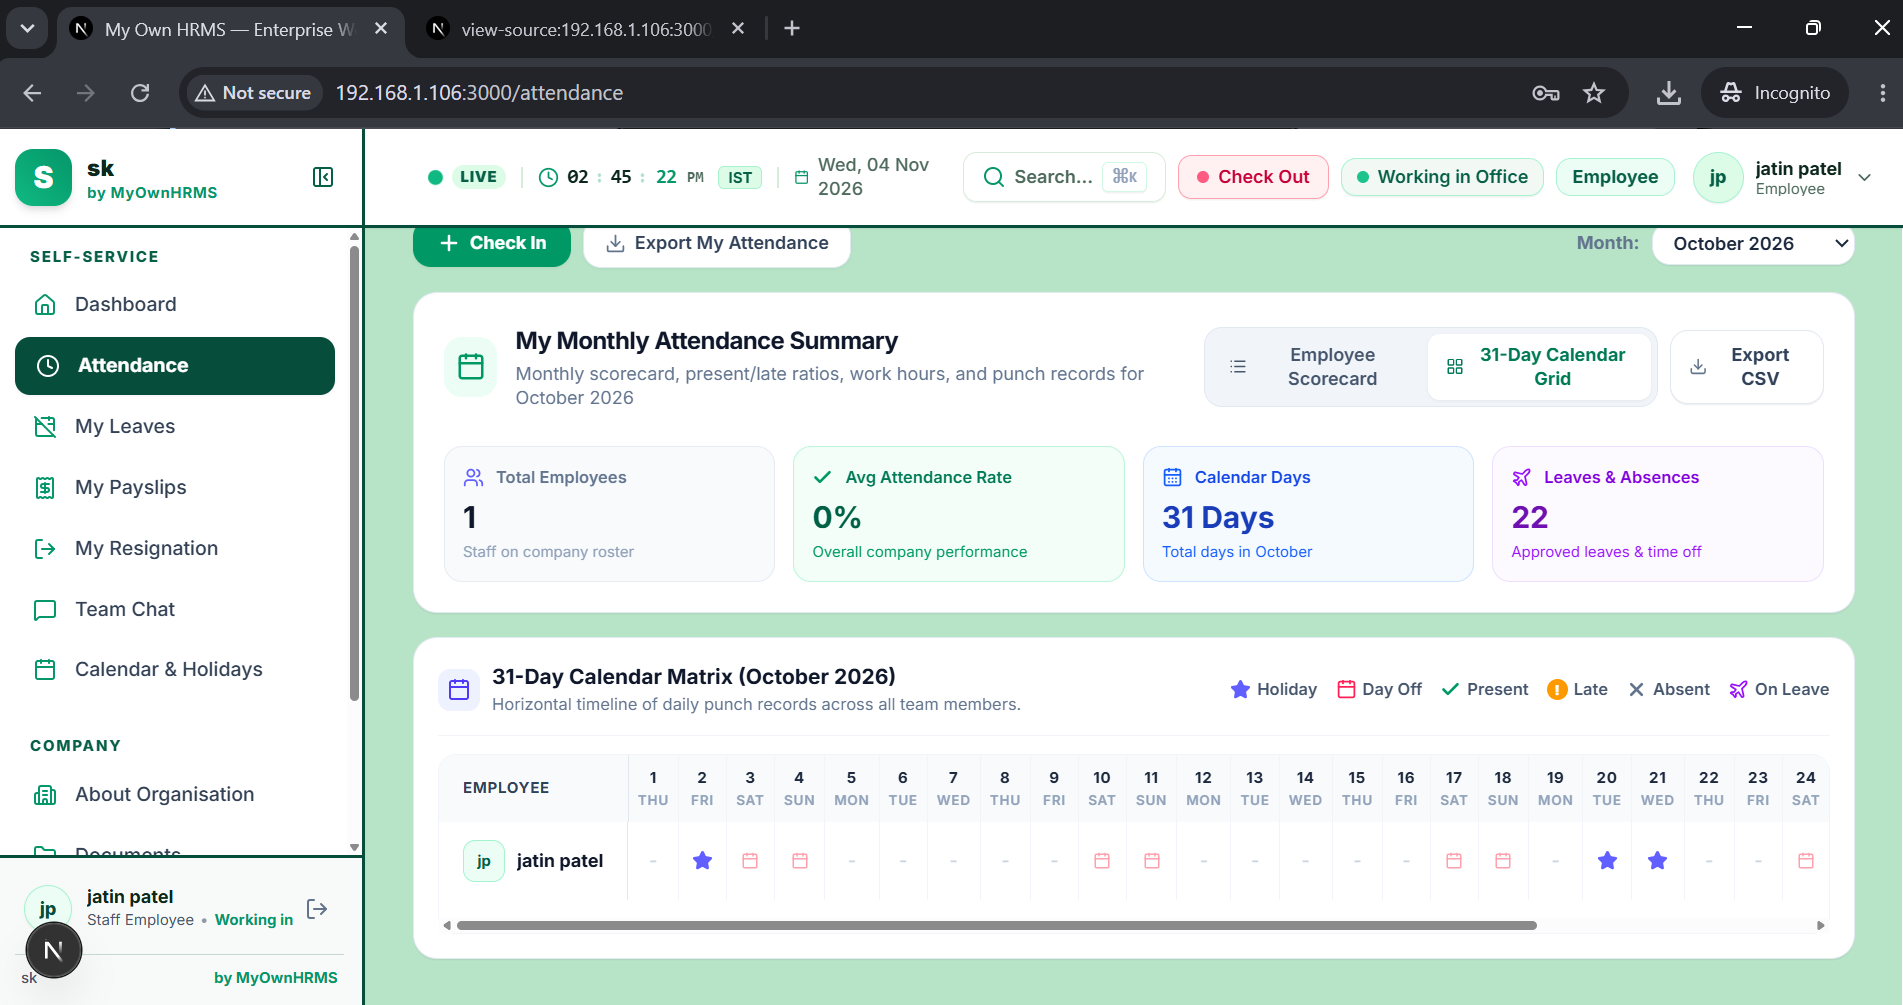 My Own HRMS — Enterprise W
view-source:192.168.1.106:3000
Not secure
192.168.1.106:3000/attendance
Incognito
S
sk
by MyOwnHRMS
LIVE
02 : 45 : 22 PM
IST
Wed, 04 Nov
2026
Search...
⌘K
Check Out
Working in Office
Employee
jp
jatin patel
Employee
SELF-SERVICE
Dashboard
Attendance
My Leaves
My Payslips
My Resignation
Team Chat
Calendar & Holidays
COMPANY
About Organisation
Documents
jp
jatin patel
Staff Employee • Working in
N
sk
by MyOwnHRMS
Check In
Export My Attendance
Month:
October 2026
My Monthly Attendance Summary
Monthly scorecard, present/late ratios, work hours, and punch records for
October 2026
Employee
Scorecard
31-Day Calendar
Grid
Export
CSV
Total Employees
1
Staff on company roster
Avg Attendance Rate
0%
Overall company performance
Calendar Days
31 Days
Total days in October
Leaves & Absences
22
Approved leaves & time off
31-Day Calendar Matrix (October 2026)
Horizontal timeline of daily punch records across all team members.
Holiday
Day Off
Present
Late
Absent
On Leave
EMPLOYEE
1 2 3 4 5 6 7 8 9 10 11 12 13 14 15 16 17 18 19 20 21 22 23 24
THU FRI SAT SUN MON TUE WED THU FRI SAT SUN MON TUE WED THU FRI SAT SUN MON TUE WED THU FRI SAT
jp
jatin patel
- - - - - - - - - - - - - - -